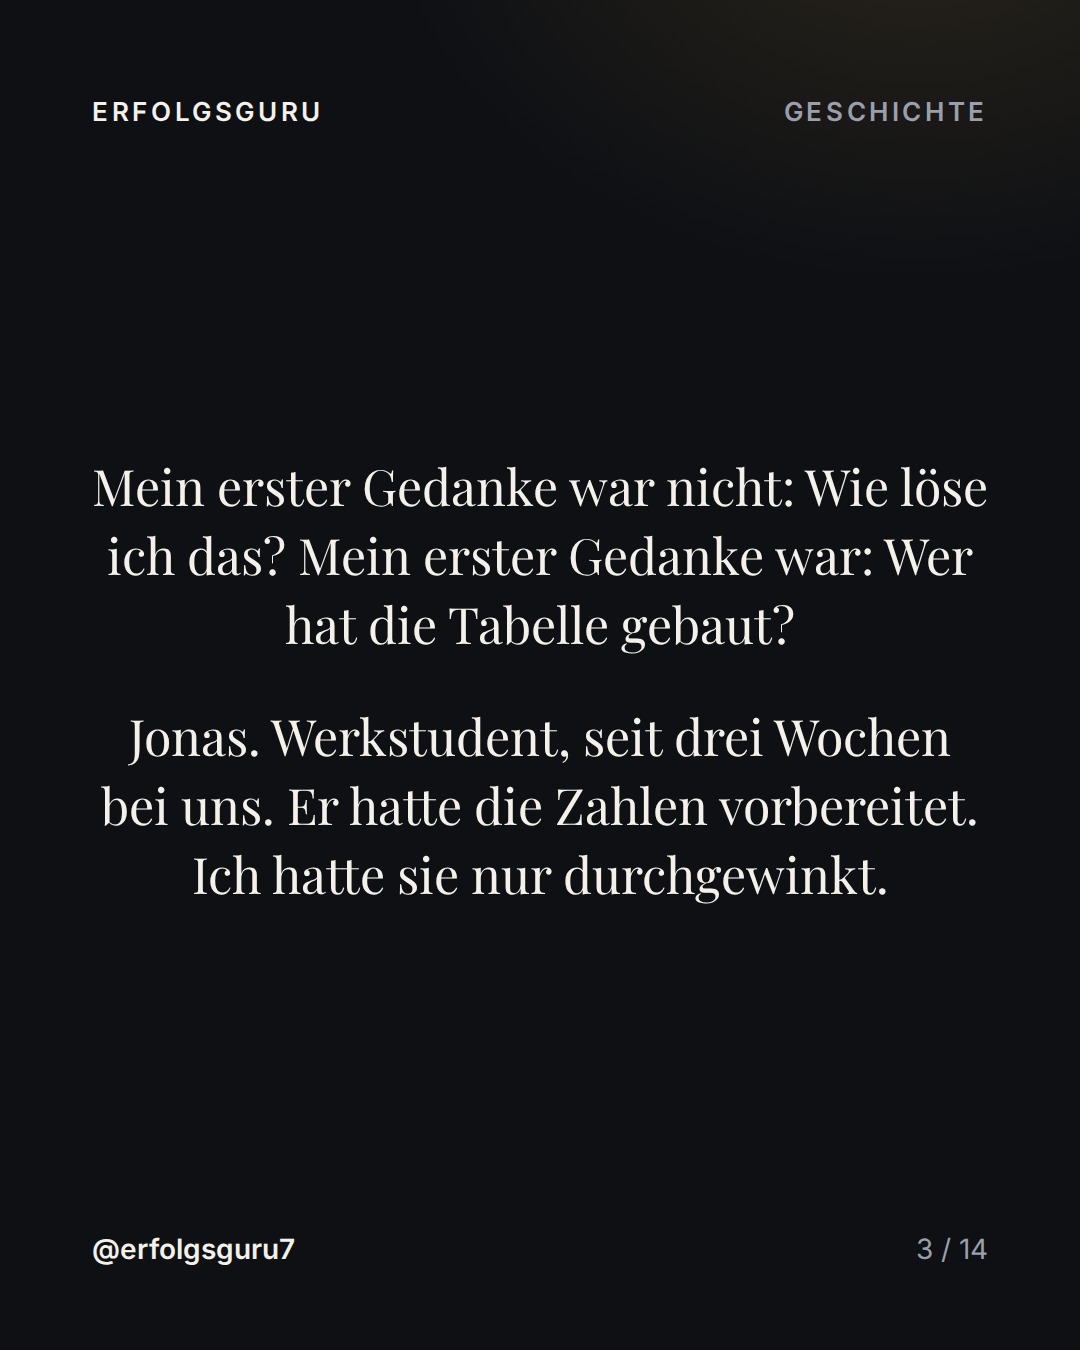 ERFOLGSGURU
GESCHICHTE
Mein erster Gedanke war nicht: Wie löse
ich das? Mein erster Gedanke war: Wer
hat die Tabelle gebaut?
Jonas. Werkstudent, seit drei Wochen
bei uns. Er hatte die Zahlen vorbereitet.
Ich hatte sie nur durchgewinkt.
@erfolgsguru7
3 / 14